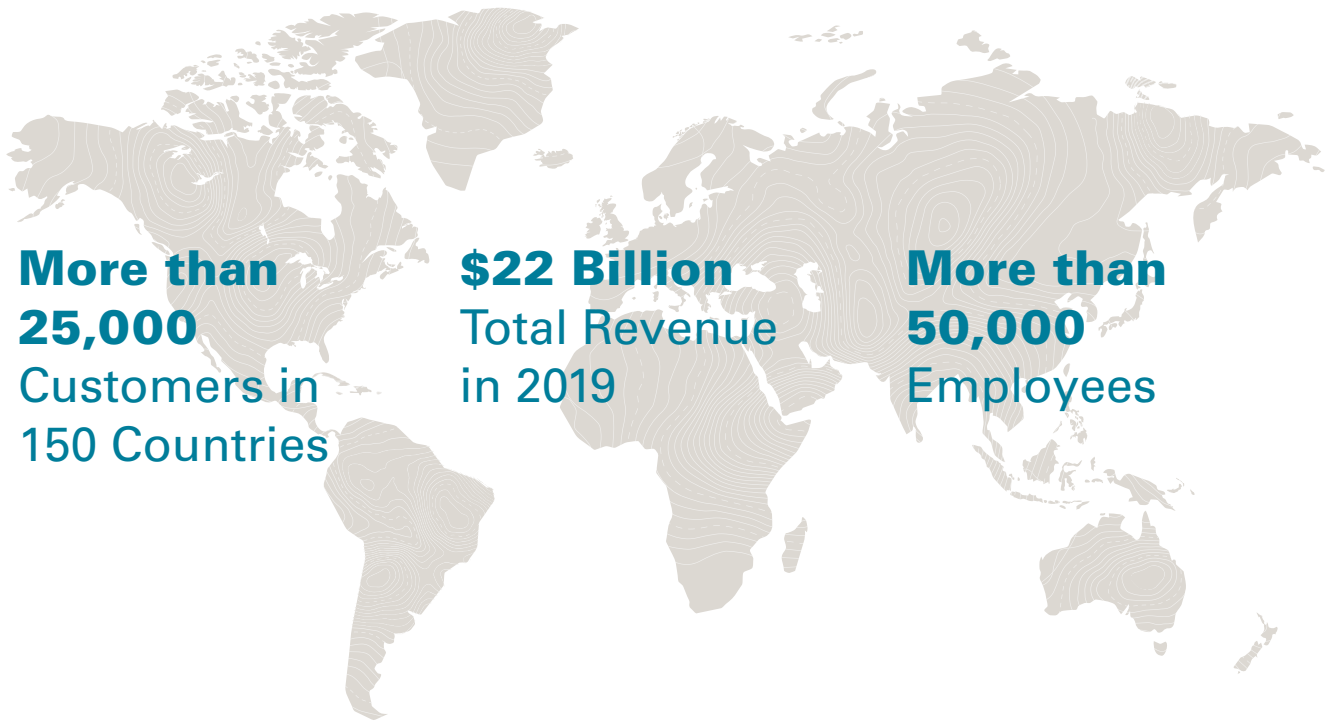 More than
25,000
Customers in
150 Countries
$22 Billion
Total Revenue
in 2019
More than
50,000
Employees